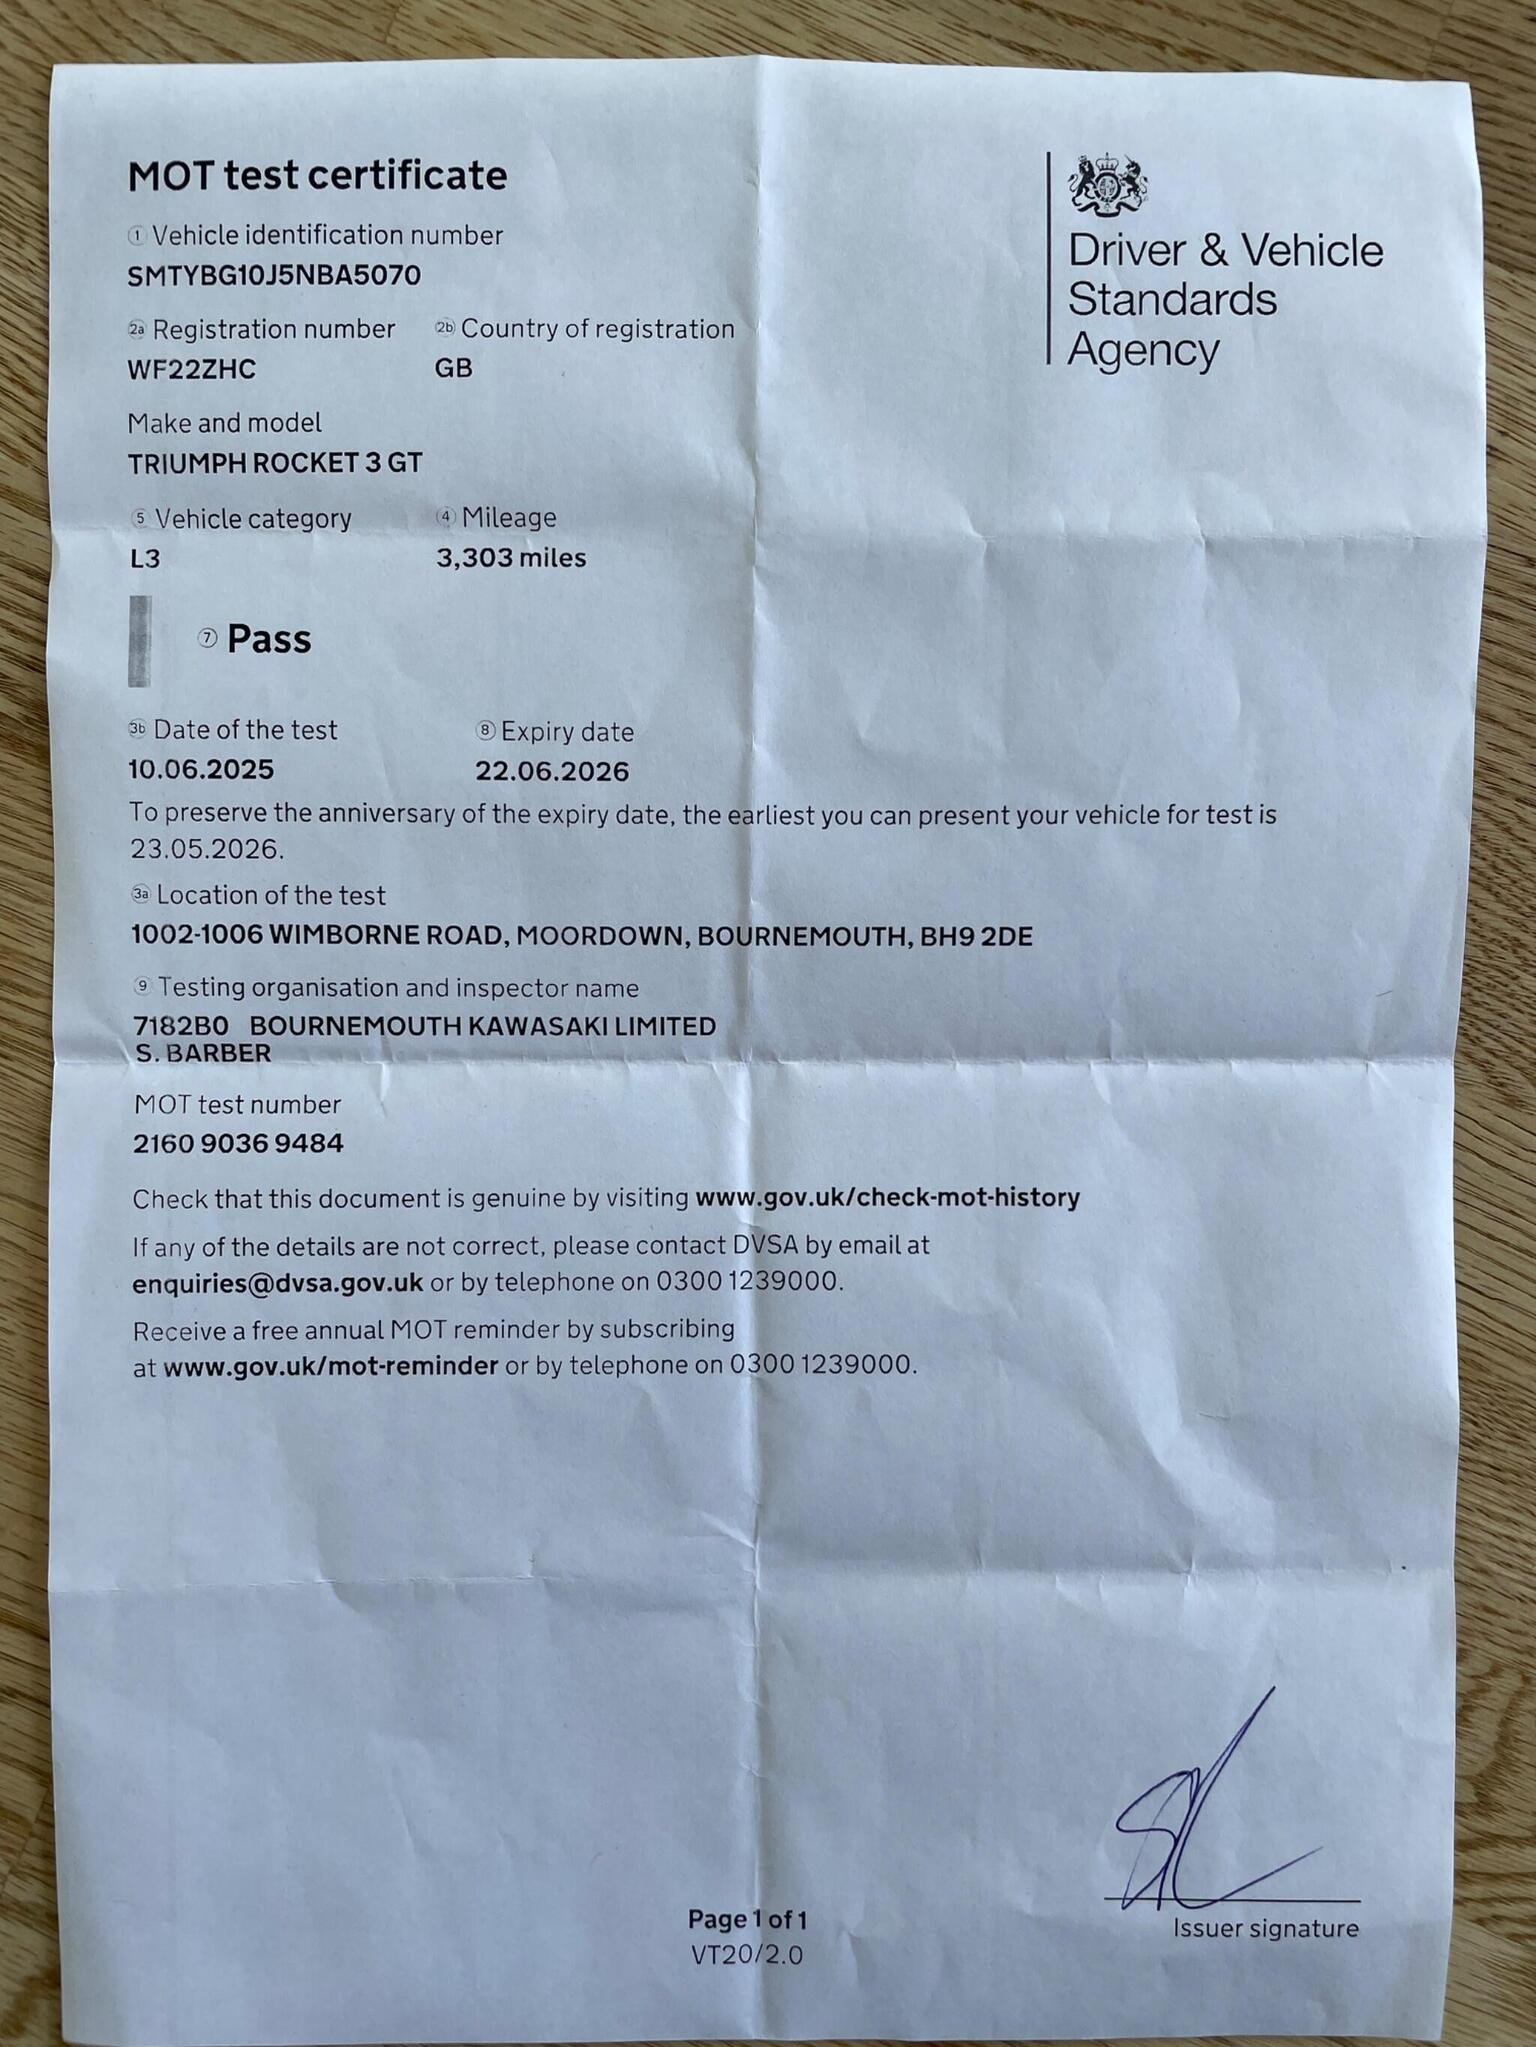 MOT test certificate
Driver & Vehicle
Standards
Agency
1 Vehicle identification number
SMTYBG10J5NBA5070
2a Registration number 2b Country of registration
WF22ZHC GB
Make and model
TRIUMPH ROCKET 3 GT
5 Vehicle category 4 Mileage
L3 3,303 miles
7 Pass
3b Date of the test 8 Expiry date
10.06.2025 22.06.2026
To preserve the anniversary of the expiry date, the earliest you can present your vehicle for test is
23.05.2026.
3a Location of the test
1002-1006 WIMBORNE ROAD, MOORDOWN, BOURNEMOUTH, BH9 2DE
9 Testing organisation and inspector name
7182B0 BOURNEMOUTH KAWASAKI LIMITED
S. BARBER
MOT test number
2160 9036 9484
Check that this document is genuine by visiting www.gov.uk/check-mot-history
If any of the details are not correct, please contact DVSA by email at
enquiries@dvsa.gov.uk or by telephone on 0300 1239000.
Receive a free annual MOT reminder by subscribing
at www.gov.uk/mot-reminder or by telephone on 0300 1239000.
Issuer signature
Page 1 of 1
VT20/2.0